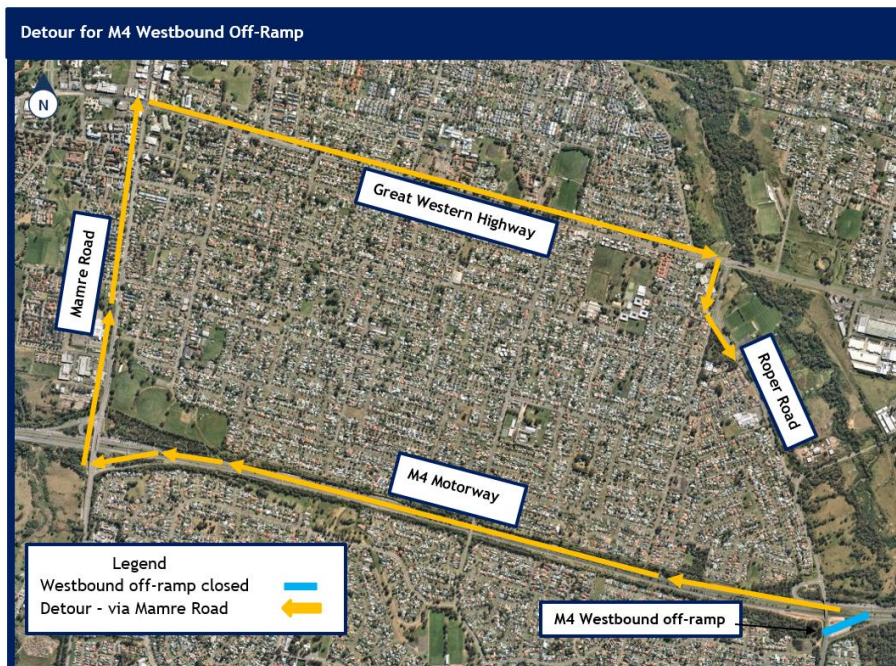 Detour for M4 Westbound Off-Ramp
N
Great Western Highway
Mamre Road
Roper Road
M4 Motorway
Legend
Westbound off-ramp closed
Detour - via Mamre Road
M4 Westbound off-ramp